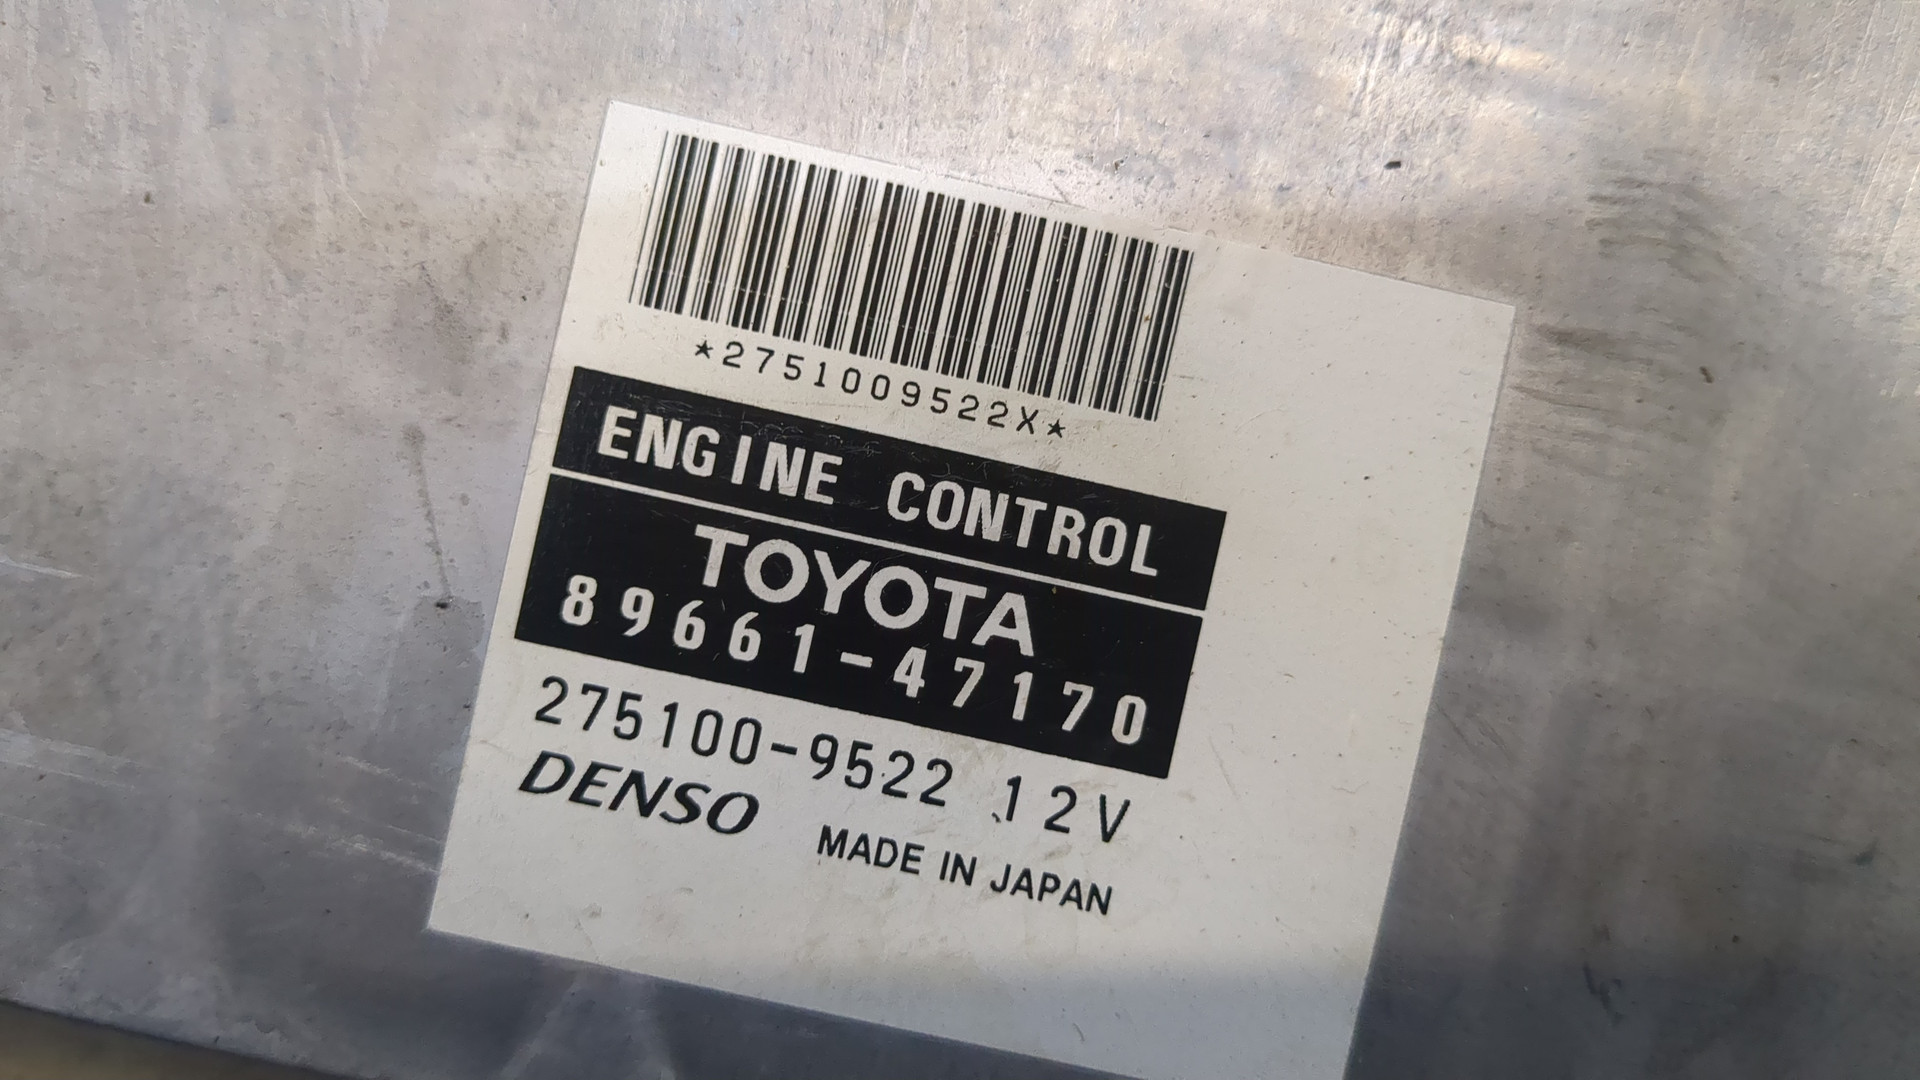 ★2751009522X★
ENGINE CONTROL
TOYOTA
89661-47170
275100-9522 12V
DENSO MADE IN JAPAN